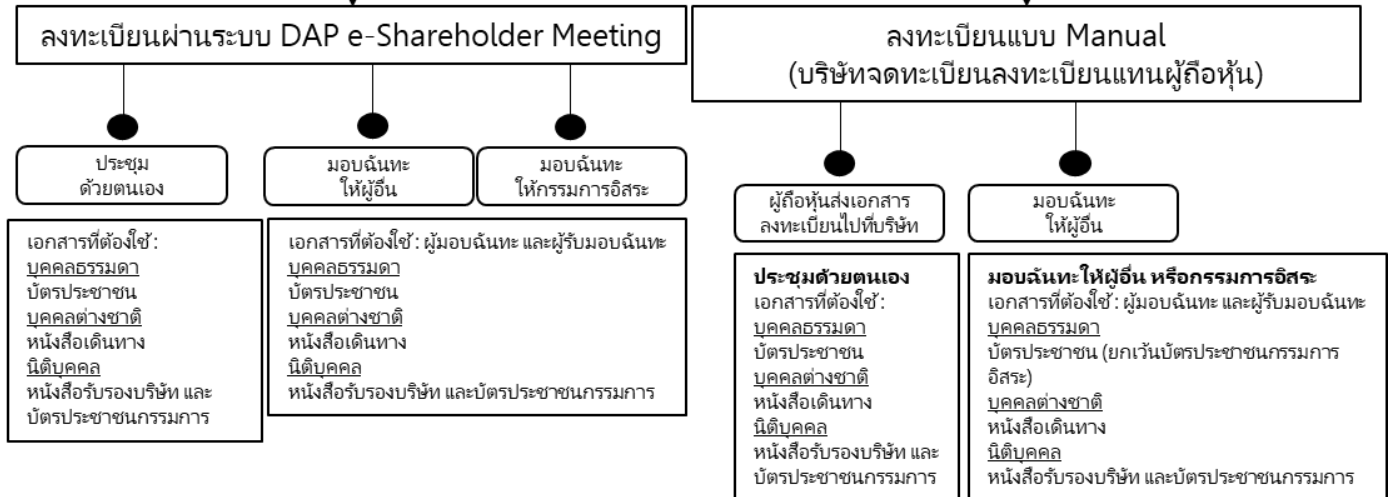 ลงทะเบียนผ่านระบบ DAP e-Shareholder Meeting
ประชุม
ด้วยตนเอง
มอบฉันทะ
ให้ผู้อื่น
มอบฉันทะ
ให้กรรมการอิสระ
เอกสารที่ต้องใช้ :
บุคคลธรรมดา
บัตรประชาชน
บุคคลต่างชาติ
หนังสือเดินทาง
นิติบุคคล
หนังสือรับรองบริษัท และ
บัตรประชาชนกรรมการ
เอกสารที่ต้องใช้ : ผู้มอบฉันทะ และผู้รับมอบฉันทะ
บุคคลธรรมดา
บัตรประชาชน
บุคคลต่างชาติ
หนังสือเดินทาง
นิติบุคคล
หนังสือรับรองบริษัท และบัตรประชาชนกรรมการ
ลงทะเบียนแบบ Manual
(บริษัทจดทะเบียนลงทะเบียนแทนผู้ถือหุ้น)
ผู้ถือหุ้นส่งเอกสาร
ลงทะเบียนไปที่บริษัท
มอบฉันทะ
ให้ผู้อื่น
ประชุมด้วยตนเอง
เอกสารที่ต้องใช้ :
บุคคลธรรมดา
บัตรประชาชน
บุคคลต่างชาติ
หนังสือเดินทาง
นิติบุคคล
หนังสือรับรองบริษัท และ
บัตรประชาชนกรรมการ
มอบฉันทะให้ผู้อื่น หรือกรรมการอิสระ
เอกสารที่ต้องใช้ : ผู้มอบฉันทะ และผู้รับมอบฉันทะ
บุคคลธรรมดา
บัตรประชาชน (ยกเว้นบัตรประชาชนกรรมการ
อิสระ)
บุคคลต่างชาติ
หนังสือเดินทาง
นิติบุคคล
หนังสือรับรองบริษัท และบัตรประชาชนกรรมการ